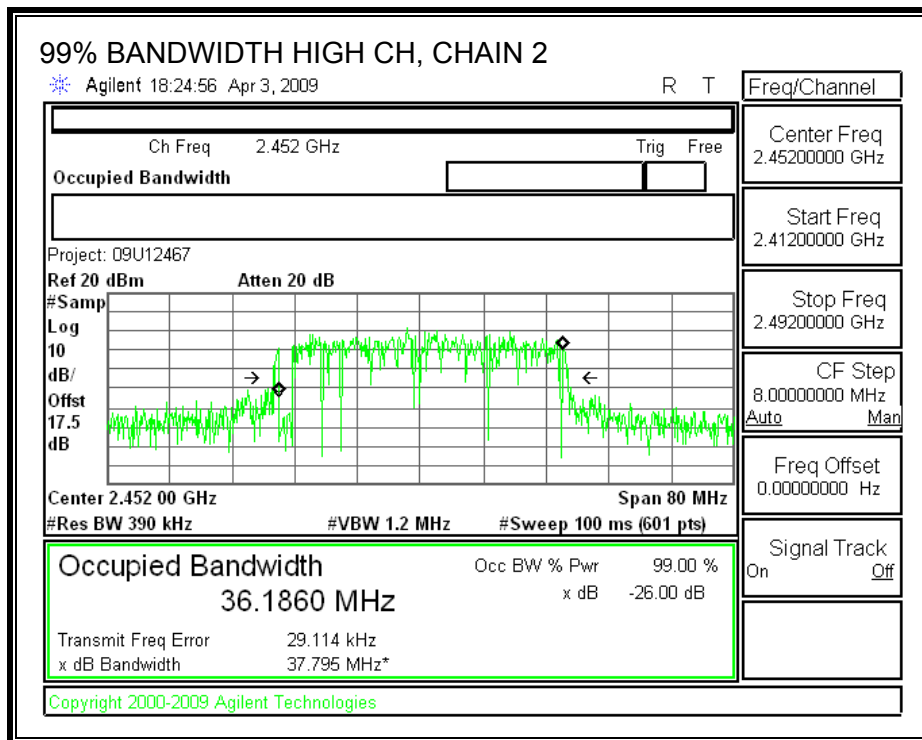 99% BANDWIDTH HIGH CH, CHAIN 2
Agilent 18:24:56 Apr 3, 2009 R T
Freq/Channel
Ch Freq 2.452 GHz Trig Free
Occupied Bandwidth
Center Freq
2.45200000 GHz
Start Freq
2.41200000 GHz
Stop Freq
2.49200000 GHz
CF Step
8.00000000 MHz
Auto Man
Freq Offset
0.00000000 Hz
Signal Track
On Off
Project: 09U12467
Ref 20 dBm Atten 20 dB
#Samp
Log
10
dB/
Offst
17.5
dB
Center 2.452 00 GHz Span 80 MHz
#Res BW 390 kHz #VBW 1.2 MHz #Sweep 100 ms (601 pts)
Occupied Bandwidth
36.1860 MHz
Occ BW % Pwr 99.00 %
x dB -26.00 dB
Transmit Freq Error 29.114 kHz
x dB Bandwidth 37.795 MHz*
Copyright 2000-2009 Agilent Technologies